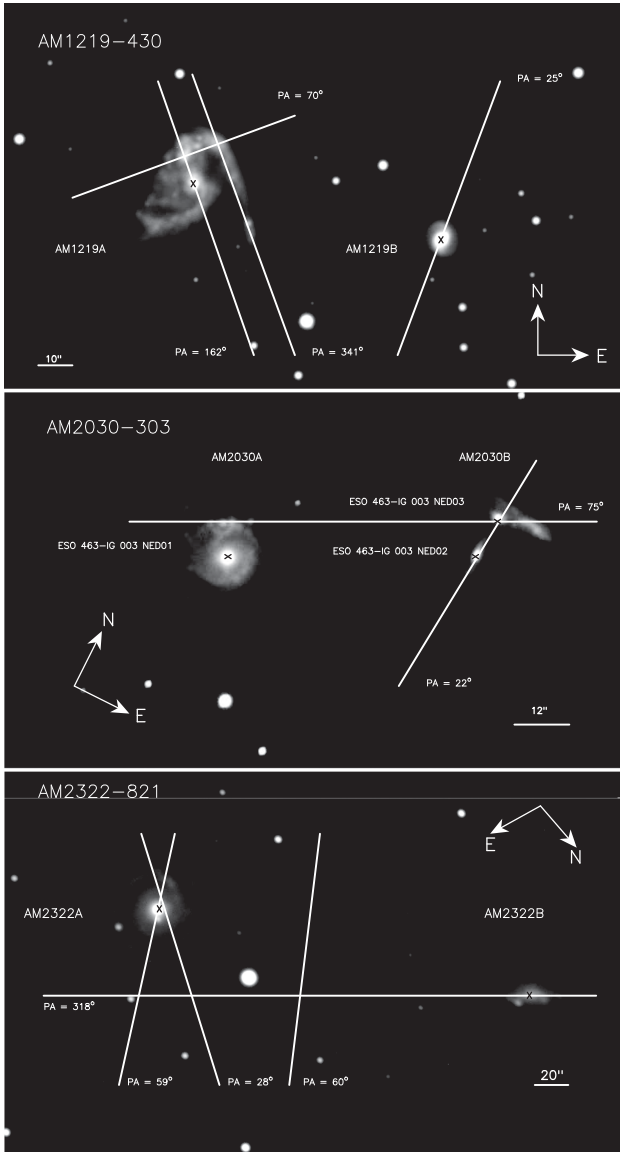 AM1219-430
PA = 70°
PA = 25°
AM1219A
AM1219B
N
E
10"
PA = 162°
PA = 341°
AM2030-303
AM2030A
AM2030B
ESO 463-IG 003 NED03
PA = 75°
ESO 463-IG 003 NED01
ESO 463-IG 003 NED02
N
E
PA = 22°
12"
AM2322-821
E
N
AM2322A
AM2322B
PA = 318°
PA = 59°
PA = 28°
PA = 60°
20"
x
x
x
x
x
x
x